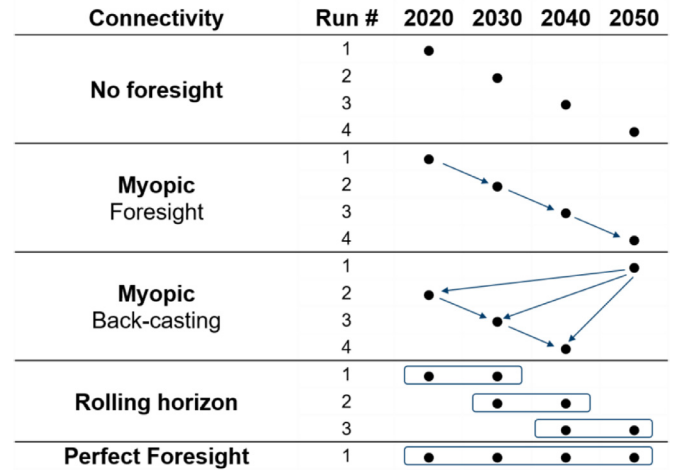 Connectivity Run # 2020 2030 2040 2050
No foresight
1
2
3
4
Myopic
Foresight
1
2
3
4
Myopic
Back-casting
1
2
3
4
Rolling horizon
1
2
3
Perfect Foresight 1